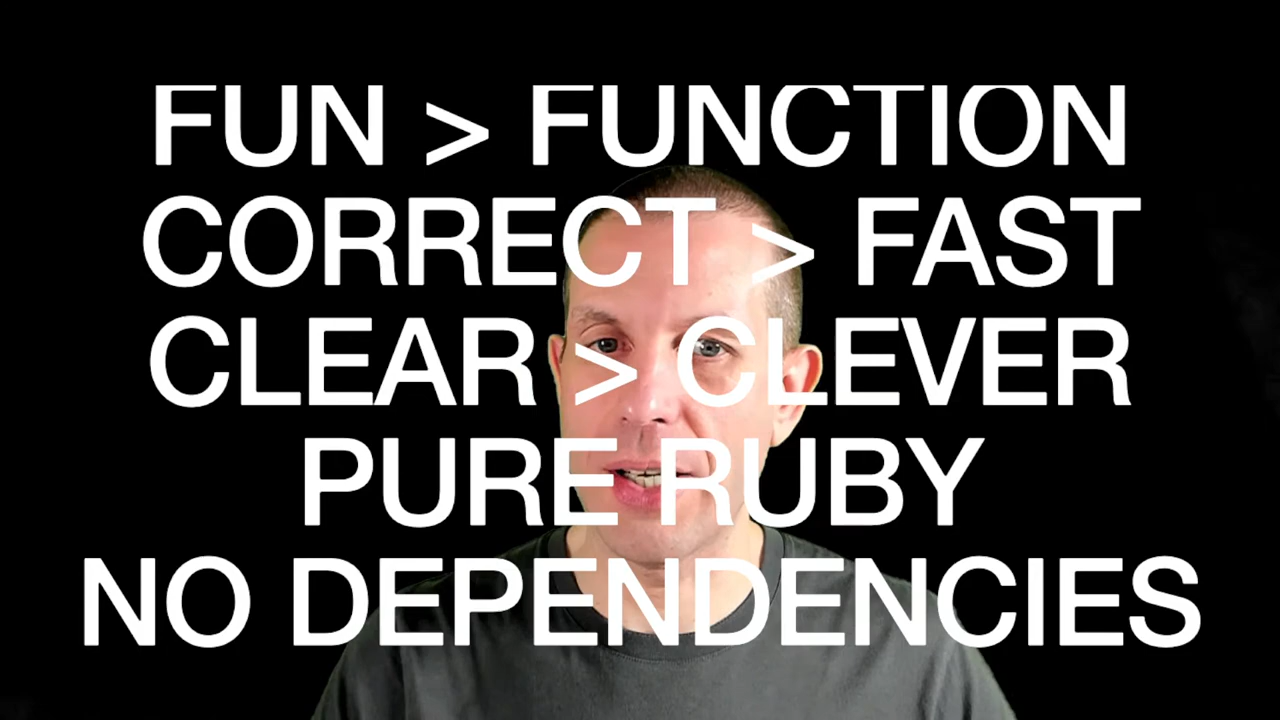 FUN > FUNCTION
CORRECT > FAST
CLEAR > CLEVER
PURE RUBY
NO DEPENDENCIES